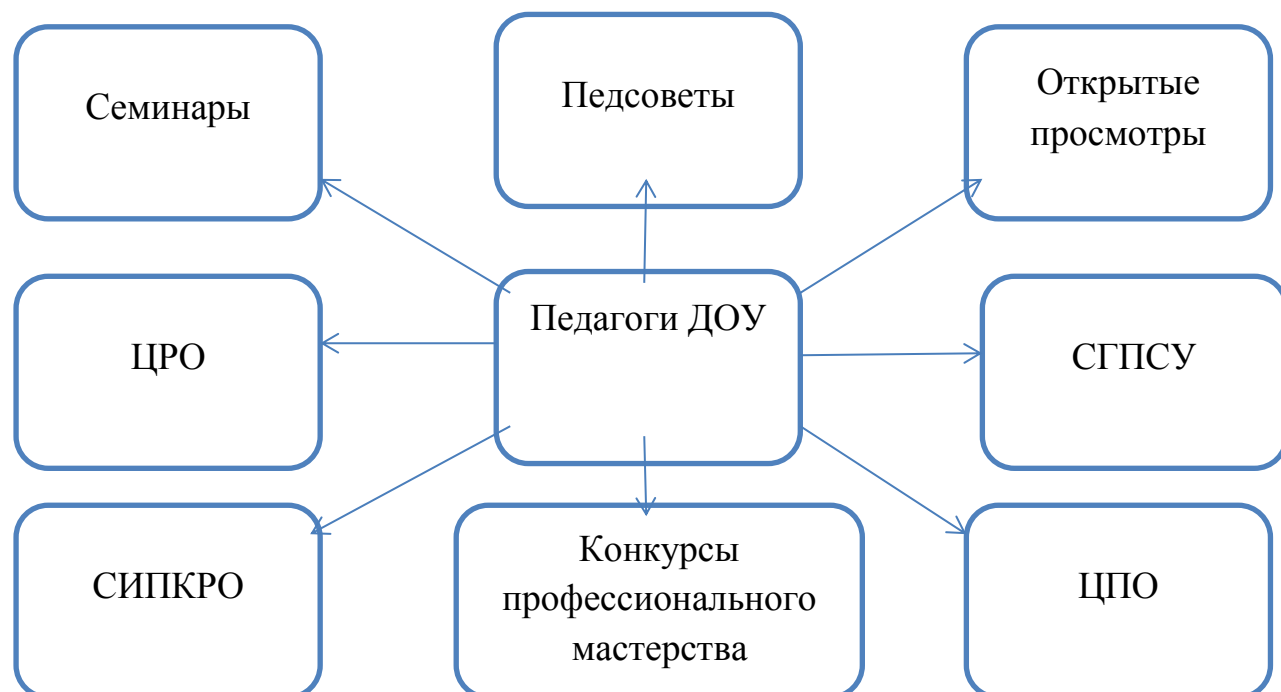 Семинары
Педсоветы
Открытые
просмотры
ЦРО
Педагоги ДОУ
СГПСУ
СИПКРО
Конкурсы
профессионального
мастерства
ЦПО